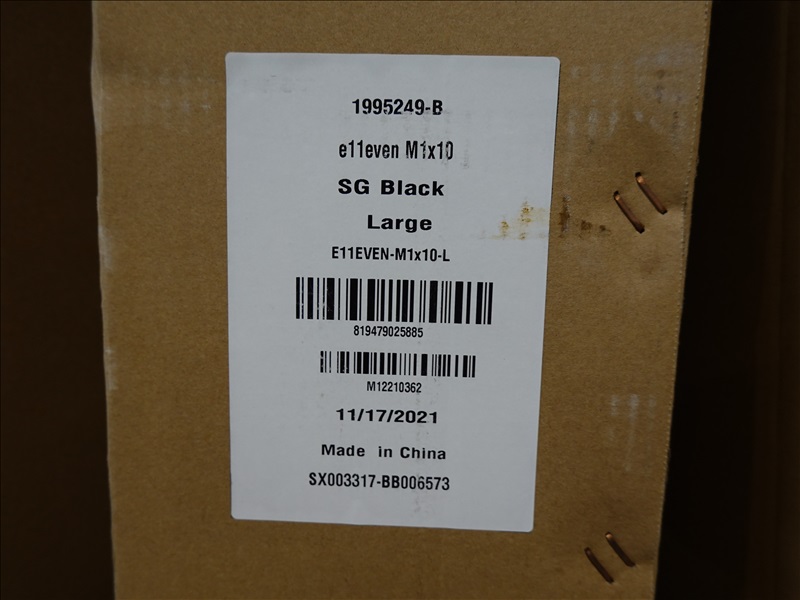 1995249-B
e11even M1x10
SG Black
Large
E11EVEN-M1x10-L
819479025885
M12210362
11/17/2021
Made in China
SX003317-BB006573